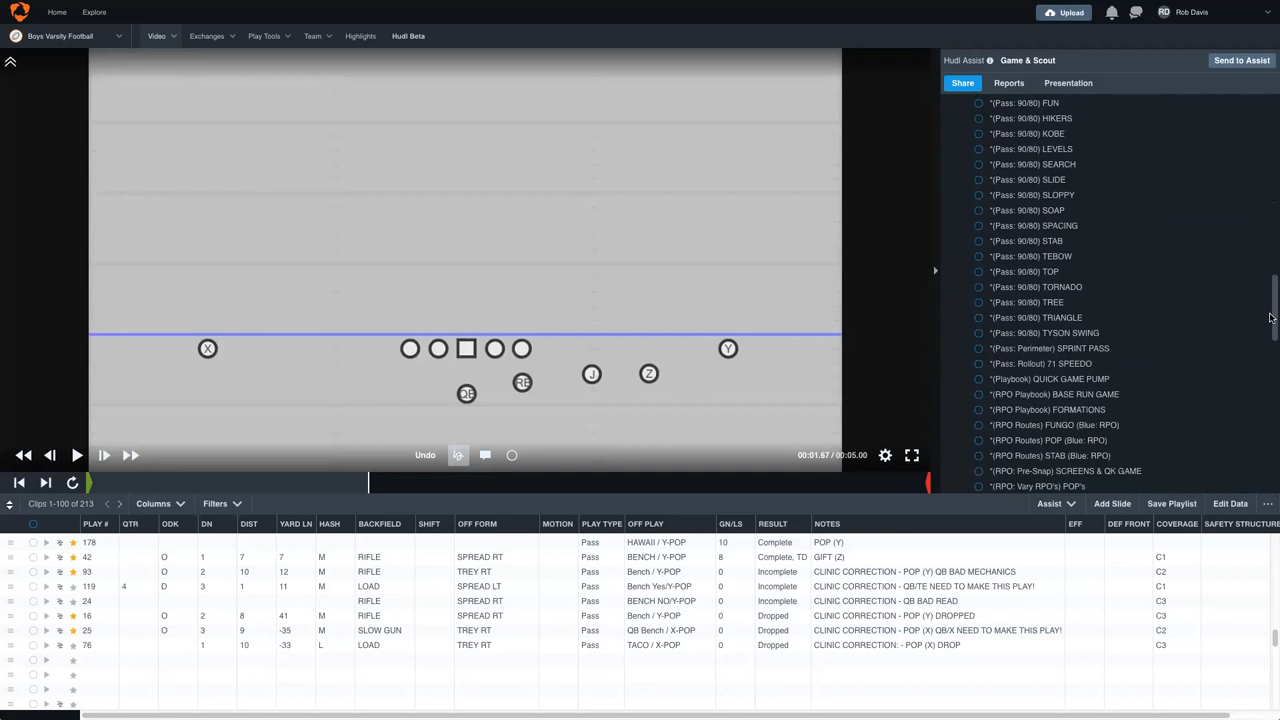 Home Explore Upload RD Rob Davis
Boys Varsity Football Video Exchanges Play Tools Team Highlights Hudl Beta
Hudl Assist Game & Scout Send to Assist
Share Reports Presentation
*(Pass: 90/80) FUN
*(Pass: 90/80) HIKERS
*(Pass: 90/80) KOBE
*(Pass: 90/80) LEVELS
*(Pass: 90/80) SEARCH
*(Pass: 90/80) SLIDE
*(Pass: 90/80) SLOPPY
*(Pass: 90/80) SOAP
*(Pass: 90/80) SPACING
*(Pass: 90/80) STAB
*(Pass: 90/80) TEBOW
*(Pass: 90/80) TOP
*(Pass: 90/80) TORNADO
*(Pass: 90/80) TREE
*(Pass: 90/80) TRIANGLE
*(Pass: 90/80) TYSON SWING
*(Pass: Perimeter) SPRINT PASS
*(Pass: Rollout) 71 SPEEDO
*(Playbook) QUICK GAME PUMP
*(RPO Playbook) BASE RUN GAME
*(RPO Playbook) FORMATIONS
*(RPO Routes) FUNGO (Blue: RPO)
*(RPO Routes) POP (Blue: RPO)
*(RPO Routes) STAB (Blue: RPO)
*(RPO: Pre-Snap) SCREENS & QK GAME
*(RPO: Vary RPO's) POP's
X Y
J Z
RB
QB
Undo 00:01.67 / 00:05.00
Clips 1-100 of 213 Columns Filters Assist Add Slide Save Playlist Edit Data
PLAY # QTR ODK DN DIST YARD LN HASH BACKFIELD SHIFT OFF FORM MOTION PLAY TYPE OFF PLAY GN/LS RESULT NOTES EFF DEF FRONT COVERAGE SAFETY STRUCTURE
178 Pass HAWAII / Y-POP 10 Complete POP (Y)
42 O 1 7 7 M RIFLE SPREAD RT Pass BENCH / Y-POP 8 Complete, TD GIFT (Z) C1
93 O 2 10 12 M RIFLE TREY RT Pass Bench / Y-POP 0 Incomplete CLINIC CORRECTION - POP (Y) QB BAD MECHANICS C2
119 4 D 3 1 11 M LOAD SPREAD LT Pass Bench Yes/Y-POP 0 Incomplete CLINIC CORRECTION - QB/TE NEED TO MAKE THIS PLAY! C1
24 RIFLE SPREAD RT Pass BENCH NO/Y-POP 0 Incomplete CLINIC CORRECTION - QB BAD READ C3
16 O 2 8 41 M RIFLE SPREAD RT Pass Bench / Y-POP 0 Dropped CLINIC CORRECTION - POP (Y) DROPPED C3
25 O 3 9 -35 M SLOW GUN TREY RT Pass QB Bench / X-POP 0 Dropped CLINIC CORRECTION - POP (X) QB/X NEED TO MAKE THIS PLAY! C2
76 1 10 -33 L LOAD TREY RT Pass TACO / X-POP 0 Dropped CLINIC CORRECTION: - POP (X) DROP C3